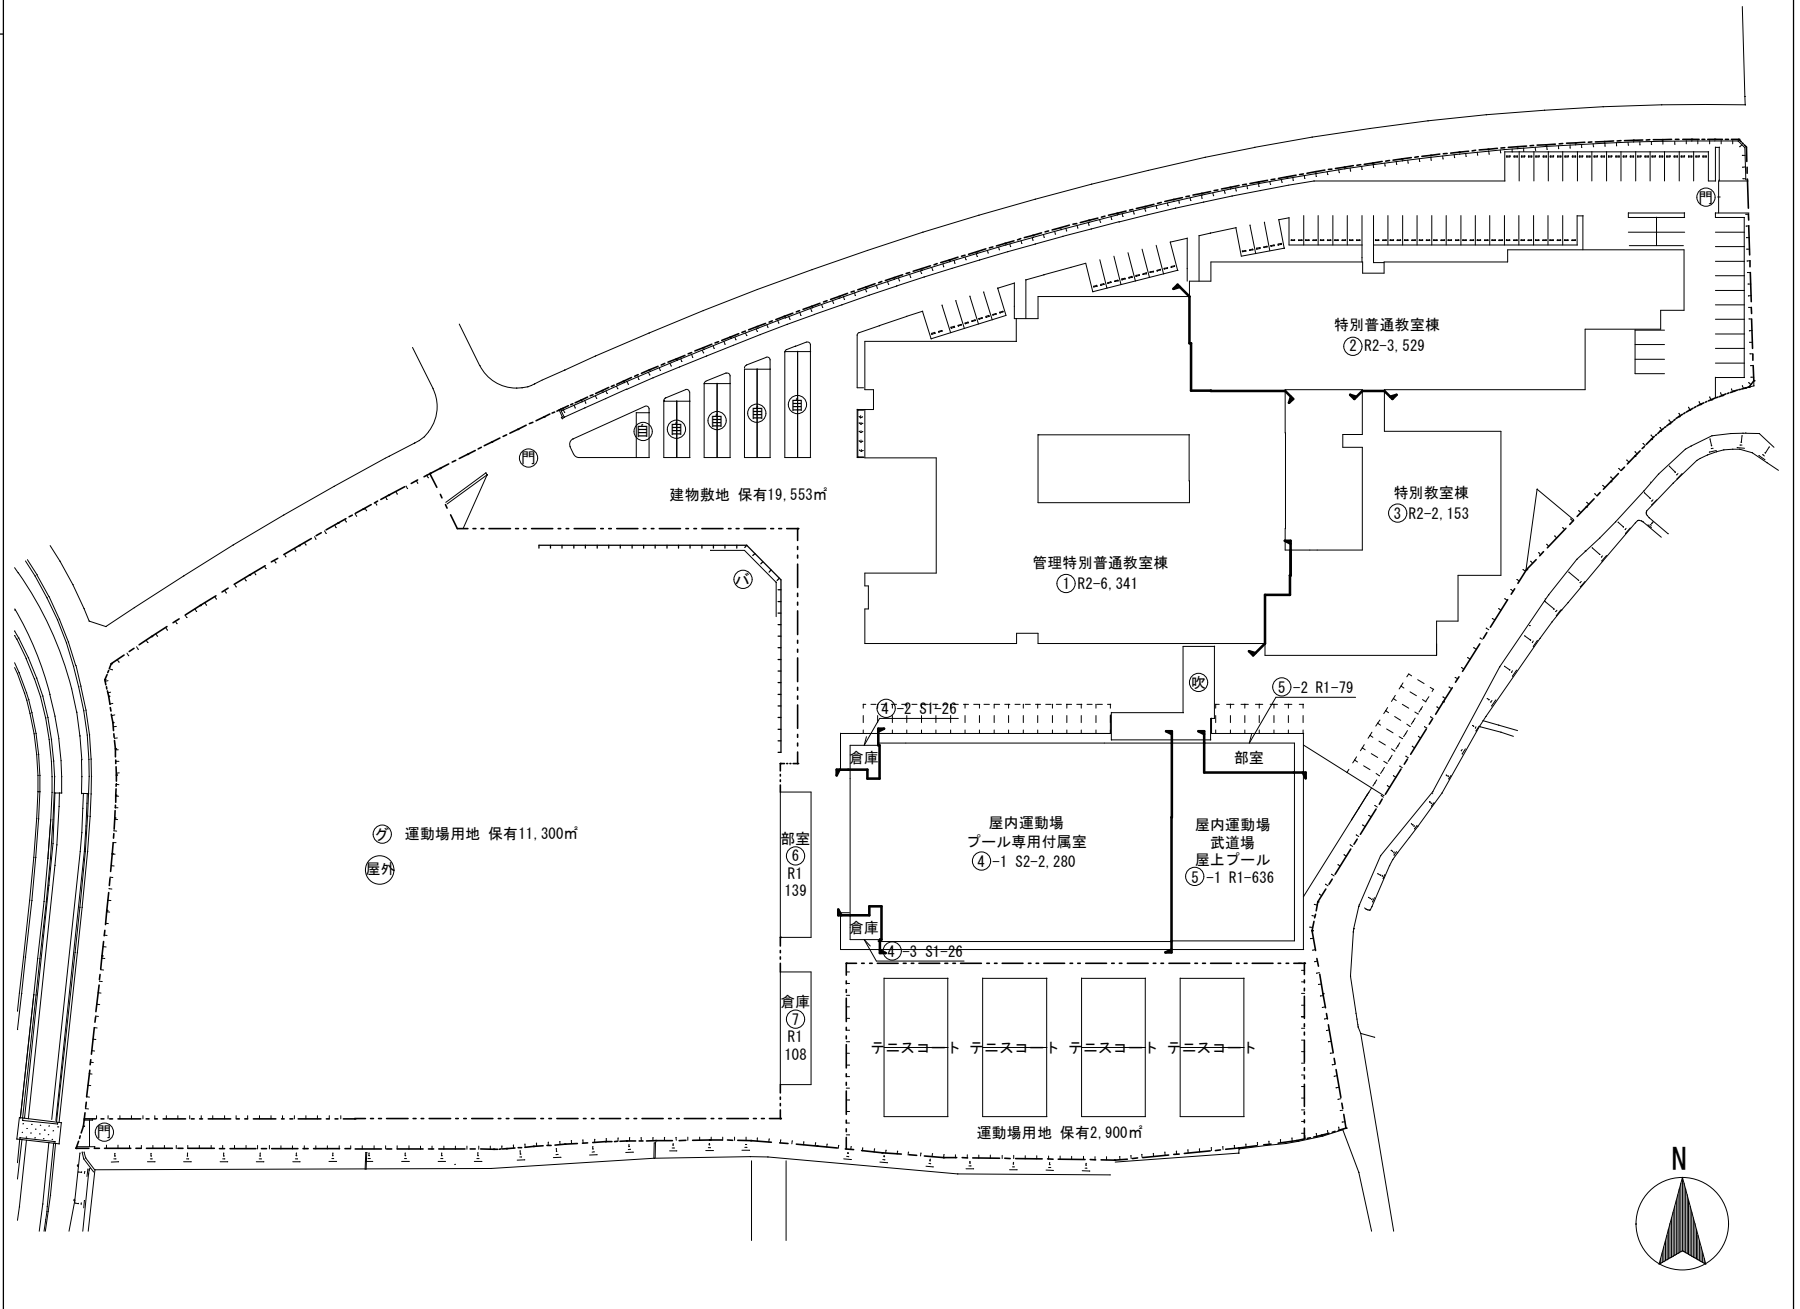 門
特別普通教室棟
②R2-3,529
自
自
自
自
自
門
建物敷地 保有19,553㎡
特別教室棟
③R2-2,153
管理特別普通教室棟
①R2-6,341
バ
吹
⑤-2 R1-79
④-2 S1-26
倉庫
部室
グ 運動場用地 保有11,300㎡
屋外
部室
⑥
R1
139
屋内運動場
プール専用付属室
④-1 S2-2,280
屋内運動場
武道場
屋上プール
⑤-1 R1-636
倉庫
④-3 S1-26
倉庫
⑦
R1
108
テニスコート テニスコート テニスコート テニスコート
運動場用地 保有2,900㎡
門
N